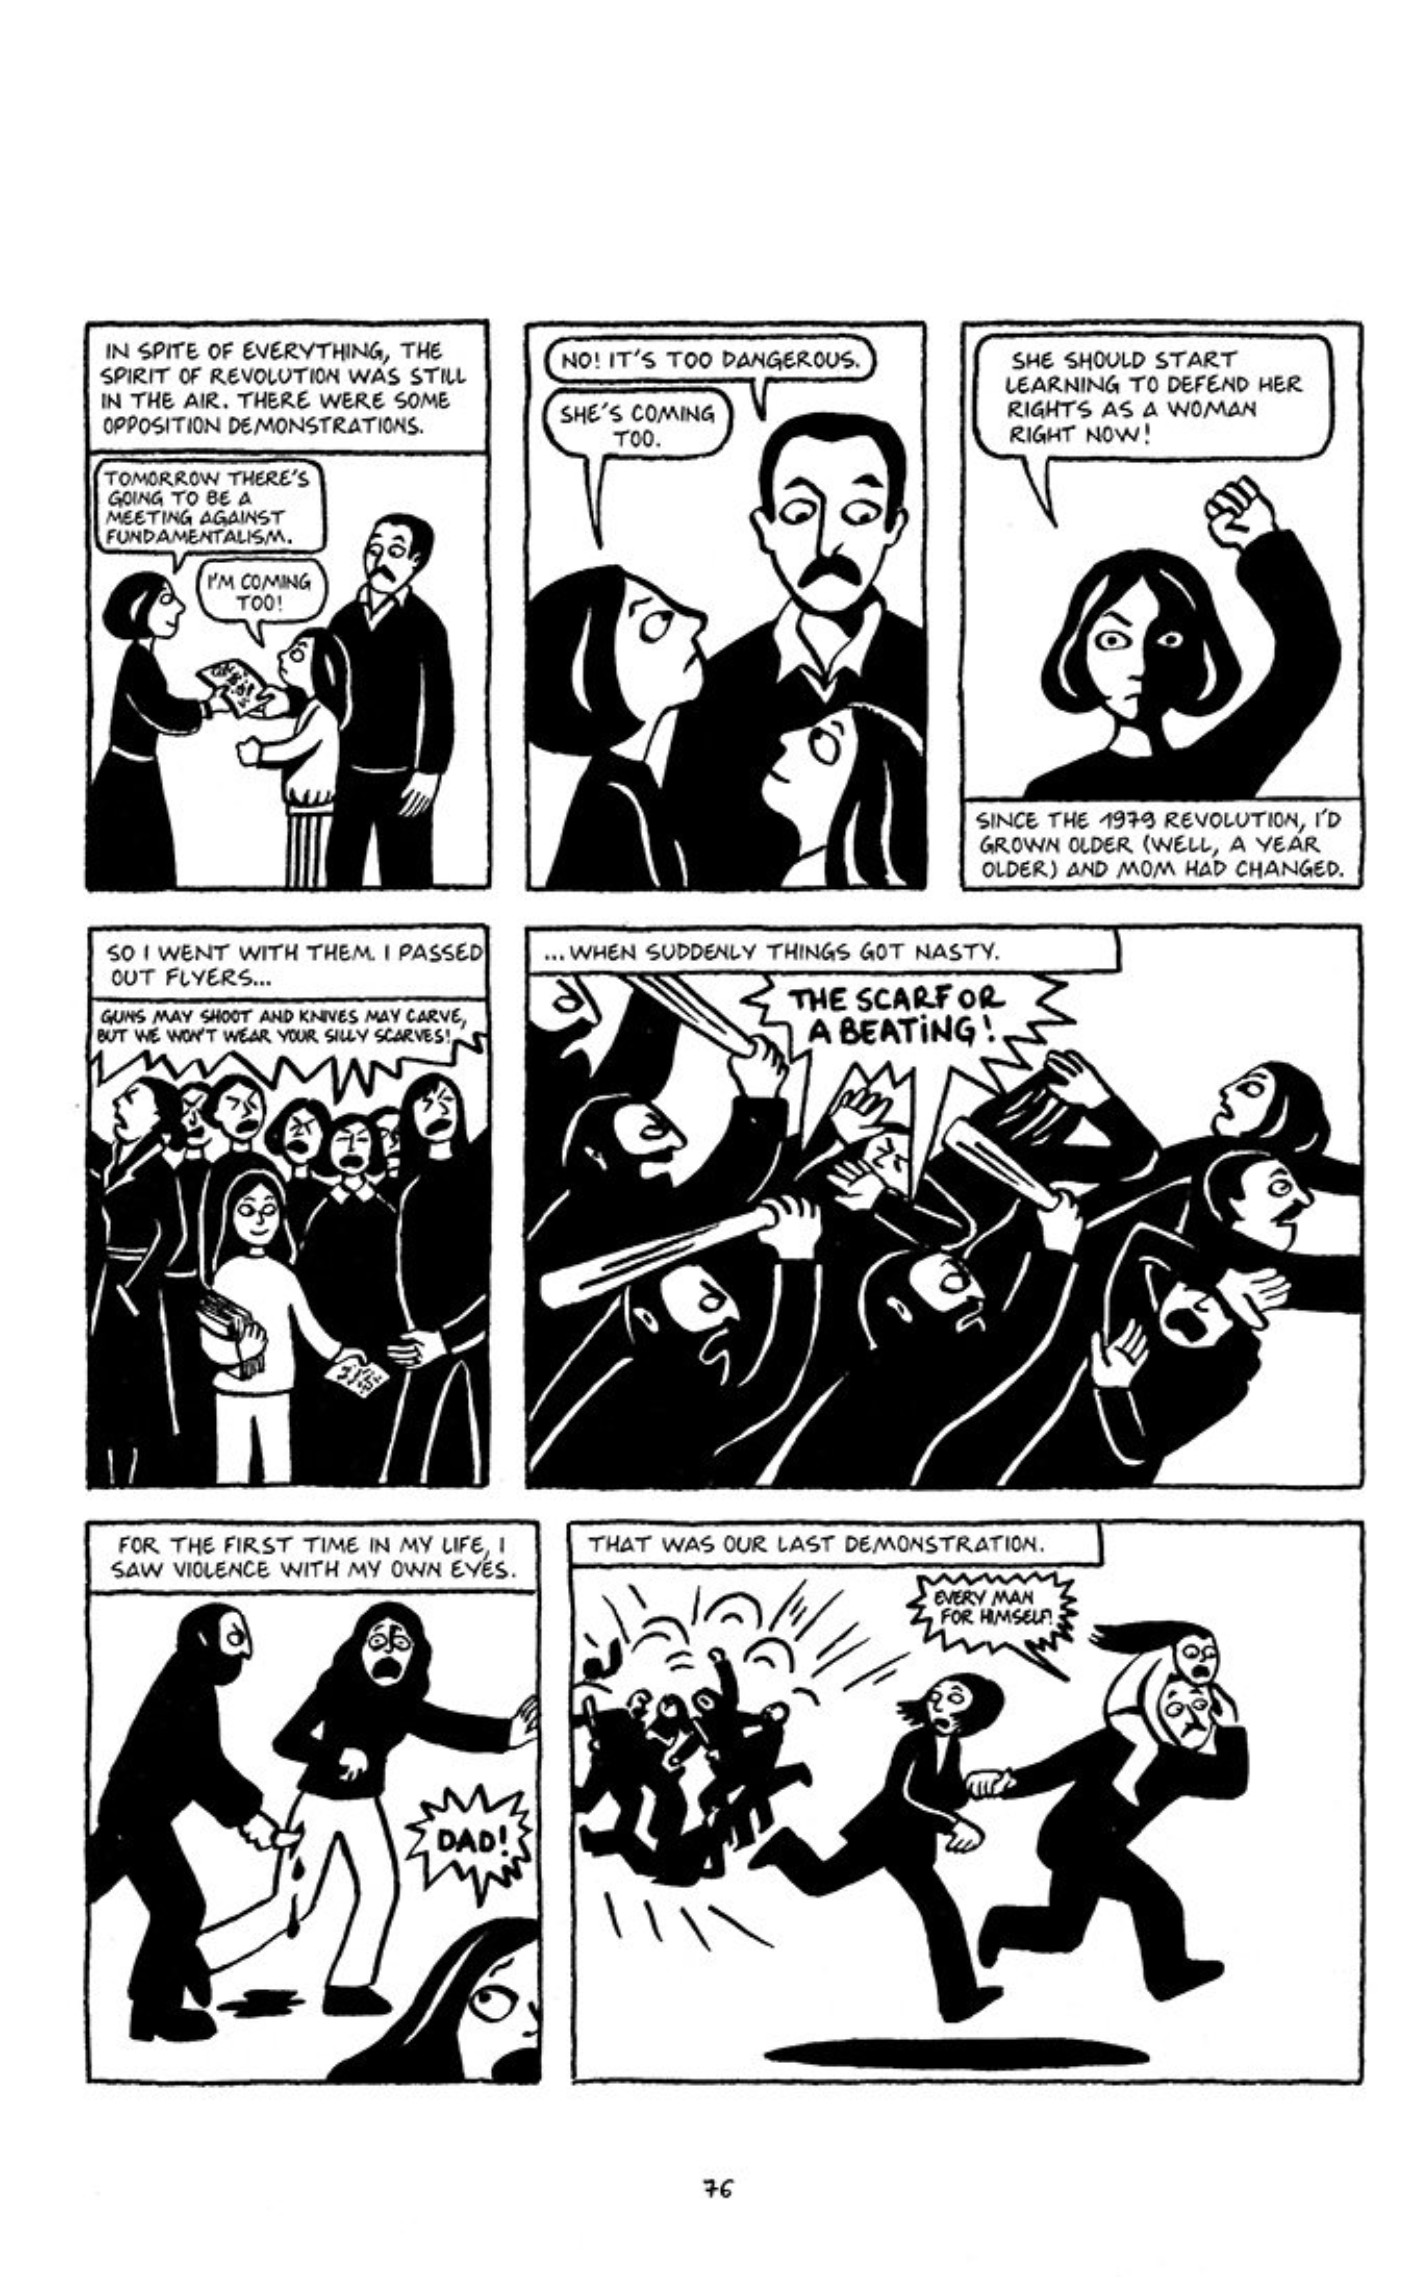 IN SPITE OF EVERYTHING, THE
SPIRIT OF REVOLUTION WAS STILL
IN THE AIR. THERE WERE SOME
OPPOSITION DEMONSTRATIONS.
TOMORROW THERE'S
GOING TO BE A
MEETING AGAINST
FUNDAMENTALISM.
I'M COMING
TOO!
NO! IT'S TOO DANGEROUS.
SHE'S COMING
TOO.
SHE SHOULD START
LEARNING TO DEFEND HER
RIGHTS AS A WOMAN
RIGHT NOW!
SINCE THE 1979 REVOLUTION, I'D
GROWN OLDER (WELL, A YEAR
OLDER) AND MOM HAD CHANGED.
SO I WENT WITH THEM. I PASSED
OUT FLYERS...
GUNS MAY SHOOT AND KNIVES MAY CARVE,
BUT WE WON'T WEAR YOUR SILLY SCARVES!
...WHEN SUDDENLY THINGS GOT NASTY.
THE SCARF OR
A BEATING!
FOR THE FIRST TIME IN MY LIFE, I
SAW VIOLENCE WITH MY OWN EYES.
DAD!
THAT WAS OUR LAST DEMONSTRATION.
EVERY MAN
FOR HIMSELF!
76